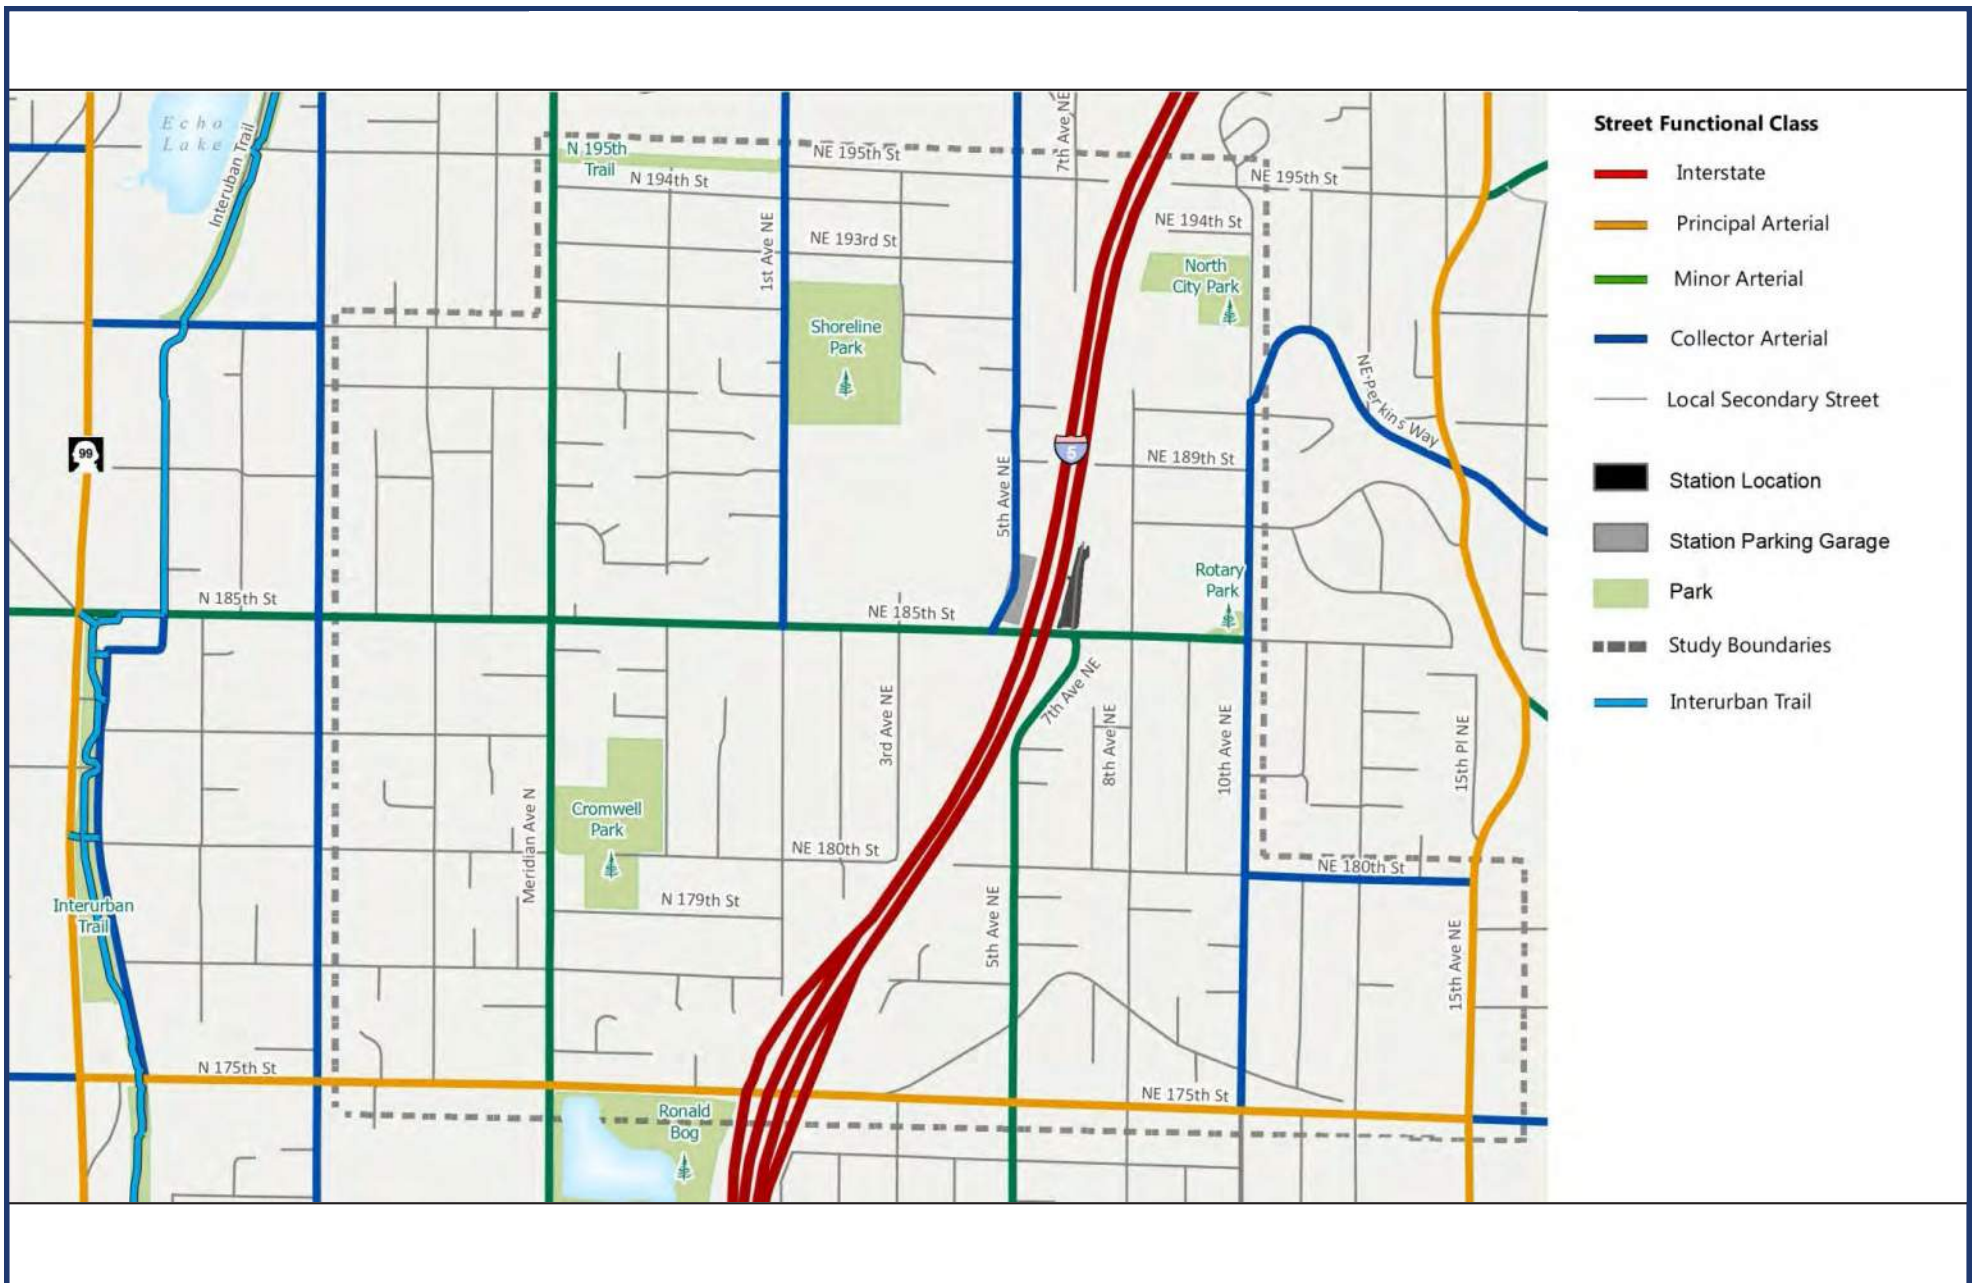 Echo
Lake
Interuban Trail
N 195th
Trail
N 194th St
NE 195th St
7th Ave NE
NE 195th St
NE 194th St
1st Ave NE
NE 193rd St
North
City Park
Shoreline
Park
NE Perkins Way
99
5
5th Ave NE
NE 189th St
Rotary
Park
N 185th St
NE 185th St
7th Ave NE
3rd Ave NE
8th Ave NE
10th Ave NE
15th Pl NE
Meridian Ave N
Cromwell
Park
NE 180th St
NE 180th St
N 179th St
Interurban
Trail
5th Ave NE
15th Ave NE
N 175th St
NE 175th St
Ronald
Bog
Street Functional Class
Interstate
Principal Arterial
Minor Arterial
Collector Arterial
Local Secondary Street
Station Location
Station Parking Garage
Park
Study Boundaries
Interurban Trail